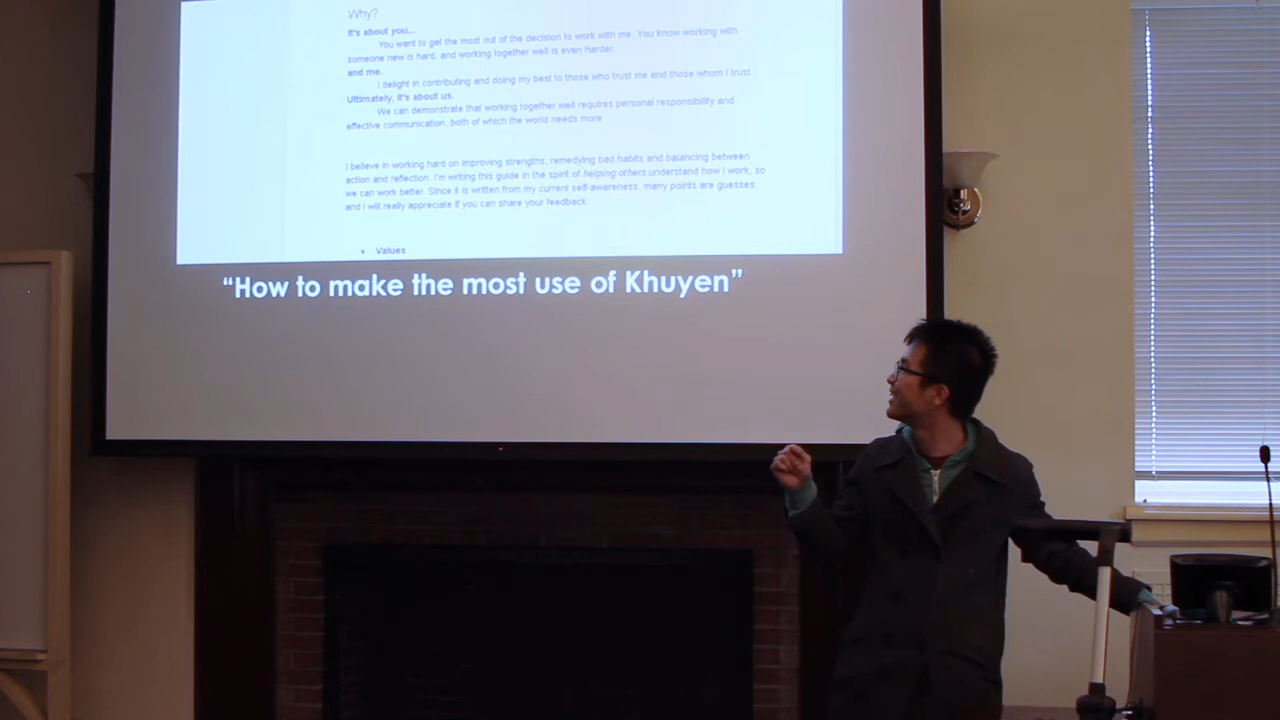 Why?
It's about you...
You want to get the most out of the decision to work with me. You know working with
someone new is hard, and working together well is even harder.
and me.
I delight in contributing and doing my best to those who trust me and those whom I trust.
Ultimately, it's about us.
We can demonstrate that working together well requires personal responsibility and
effective communication, both of which the world needs more
I believe in working hard on improving strengths, remedying bad habits and balancing between
action and reflection. I'm writing this guide in the spirit of helping others understand how I work, so
we can work better. Since it is written from my current self-awareness, many points are guesses,
and I will really appreciate if you can share your feedback.
• Values
“How to make the most use of Khuyen”